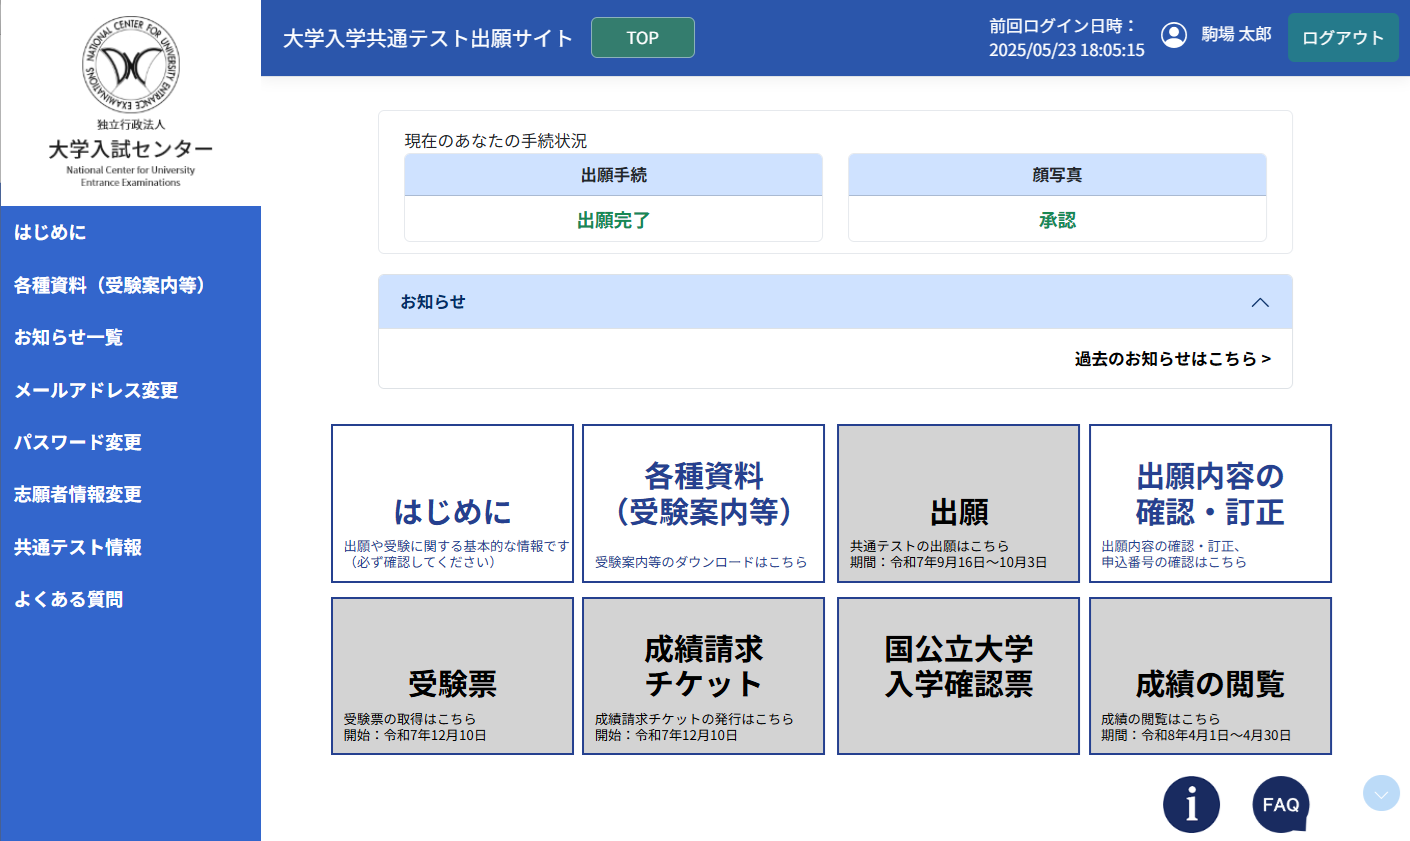 NATIONAL CENTER FOR UNIVERSITY ENTRANCE EXAMINATIONS
独立行政法人
大学入試センター
National Center for University
Entrance Examinations
はじめに
各種資料（受験案内等）
お知らせ一覧
メールアドレス変更
パスワード変更
志願者情報変更
共通テスト情報
よくある質問
大学入学共通テスト出願サイト
TOP
前回ログイン日時：
2025/05/23 18:05:15
駒場 太郎
ログアウト
現在のあなたの手続状況
出願手続
出願完了
顔写真
承認
お知らせ
過去のお知らせはこちら >
はじめに
出願や受験に関する基本的な情報です
（必ず確認してください）
各種資料
（受験案内等）
受験案内等のダウンロードはこちら
出願
共通テストの出願はこちら
期間：令和7年9月16日～10月3日
出願内容の
確認・訂正
出願内容の確認・訂正、
申込番号の確認はこちら
受験票
受験票の取得はこちら
開始：令和7年12月10日
成績請求
チケット
成績請求チケットの発行はこちら
開始：令和7年12月10日
国公立大学
入学確認票
成績の閲覧
成績の閲覧はこちら
期間：令和8年4月1日～4月30日
i
FAQ